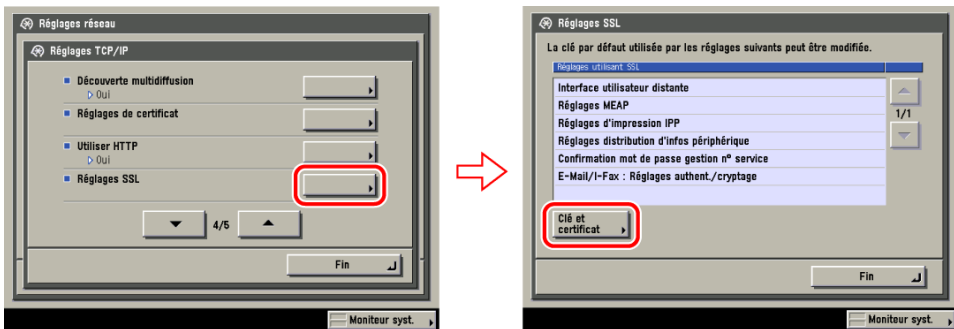 Réglages réseau
Réglages TCP/IP
Découverte multidiffusion
Oui
Réglages de certificat
Utiliser HTTP
Oui
Réglages SSL
4/5
Fin
Moniteur syst.
Réglages SSL
La clé par défaut utilisée par les réglages suivants peut être modifiée.
Réglages utilisant SSL
Interface utilisateur distante
Réglages MEAP
1/1
Réglages d'impression IPP
Réglages distribution d'infos périphérique
Confirmation mot de passe gestion nº service
E-Mail/I-Fax : Réglages authent./cryptage
Clé et
certificat
Fin
Moniteur syst.